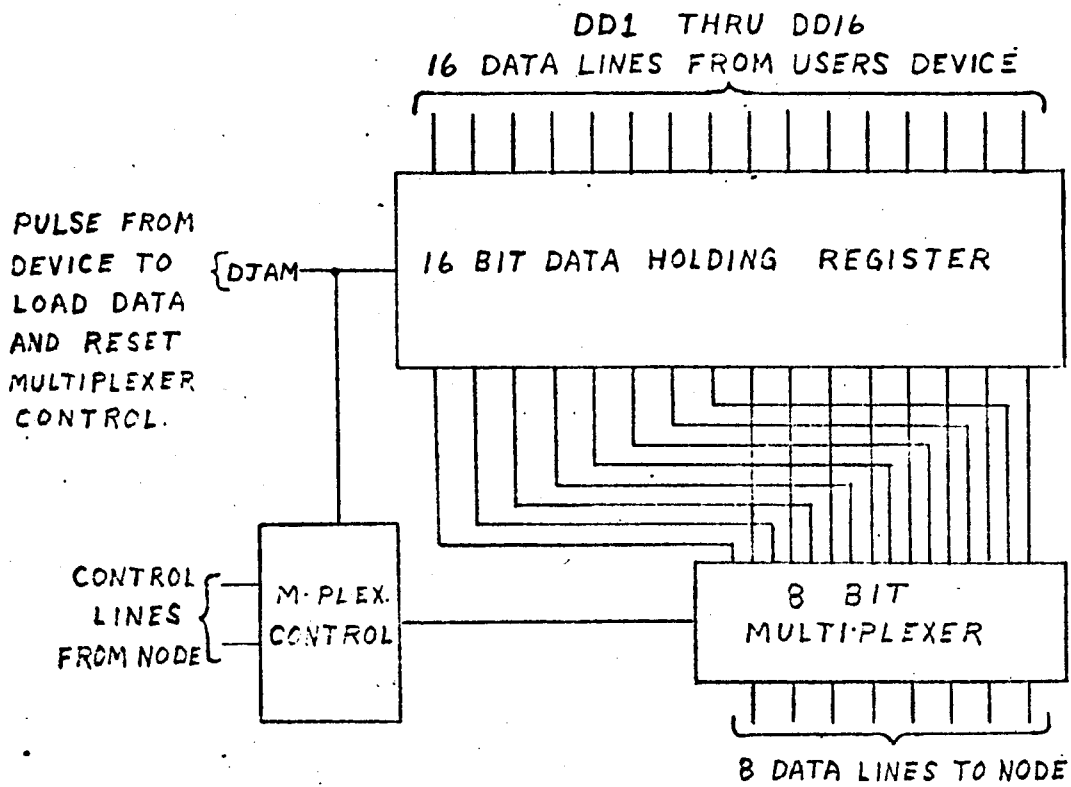 DD1 THRU DD16
16 DATA LINES FROM USERS DEVICE
PULSE FROM
DEVICE TO
LOAD DATA
AND RESET
MULTIPLEXER
CONTROL.
DJAM
16 BIT DATA HOLDING REGISTER
CONTROL
LINES
FROM NODE
M-PLEX.
CONTROL
8 BIT
MULTIPLEXER
8 DATA LINES TO NODE